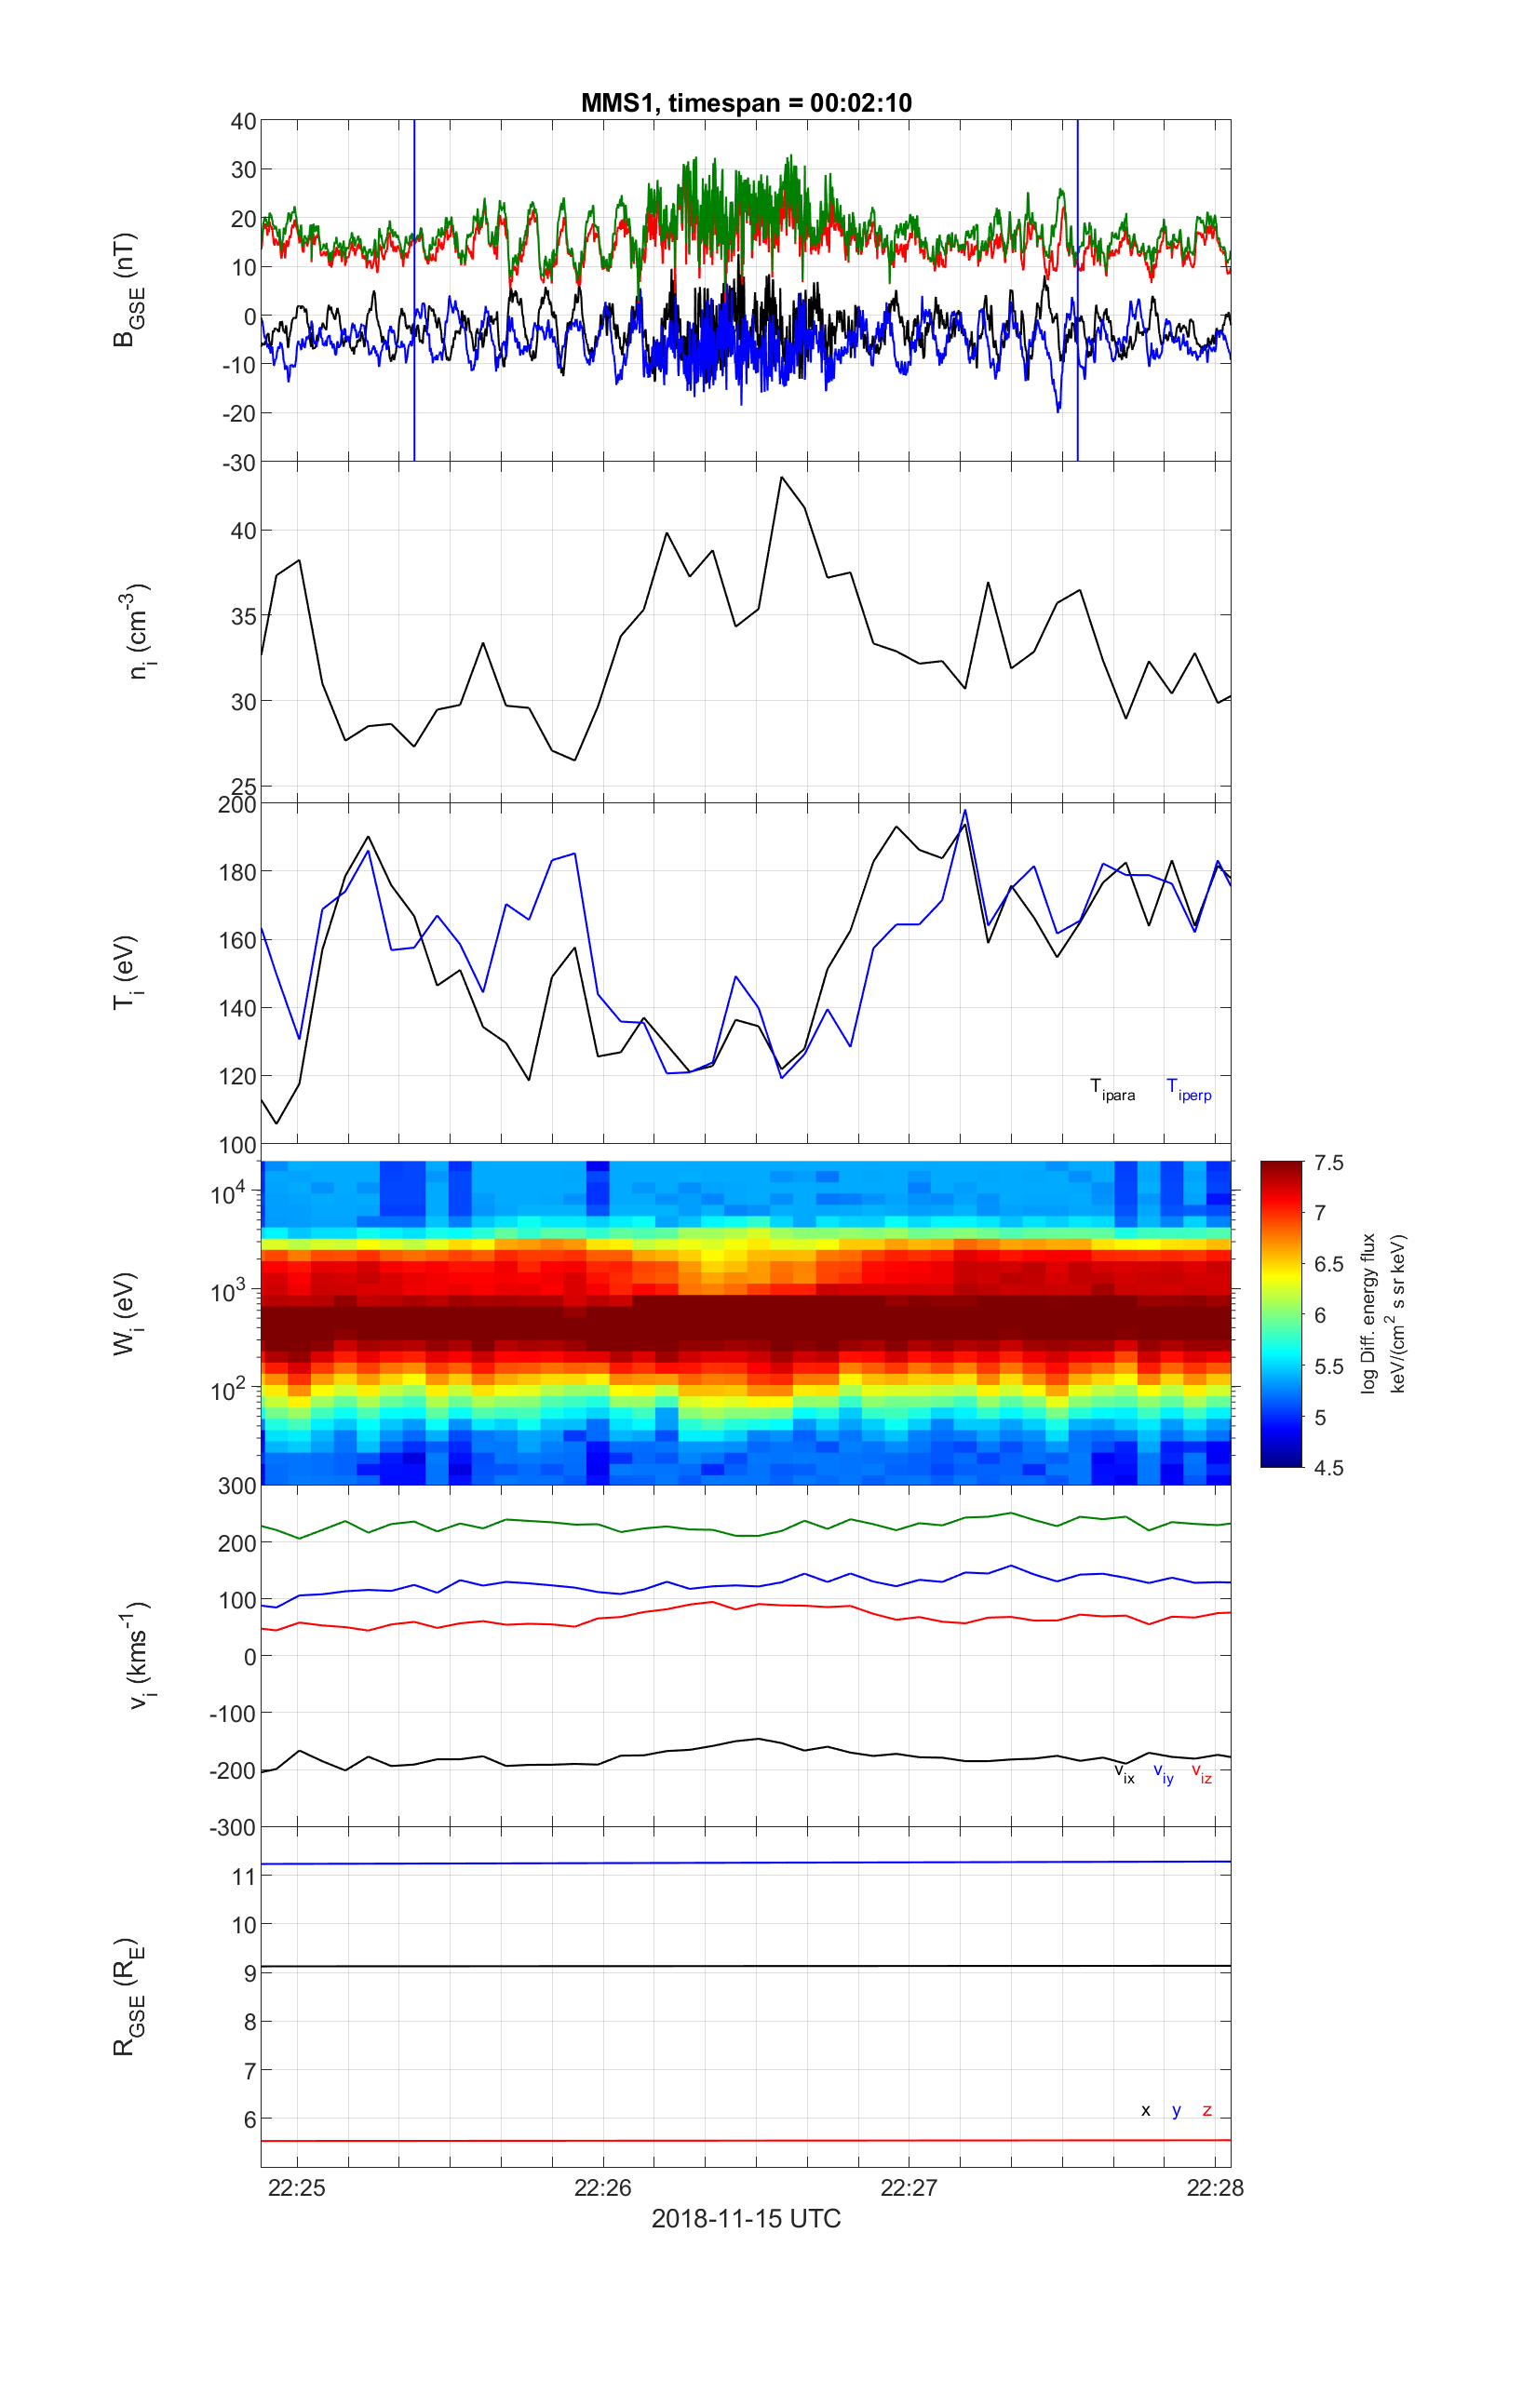 MMS1, timespan = 00:02:10
40
30
20
10
0
-10
-20
-30
B_GSE (nT)
40
35
30
25
n_i (cm^-3)
200
180
160
140
120
100
T_i (eV)
T_ipara T_iperp
10^4
10^3
10^2
W_i (eV)
7.5
7
6.5
6
5.5
5
4.5
log Diff. energy flux
keV/(cm^2 s sr keV)
300
200
100
0
-100
-200
-300
v_i (kms^-1)
v_ix v_iy v_iz
11
10
9
8
7
6
R_GSE (R_E)
x y z
22:25 22:26 22:27 22:28
2018-11-15 UTC